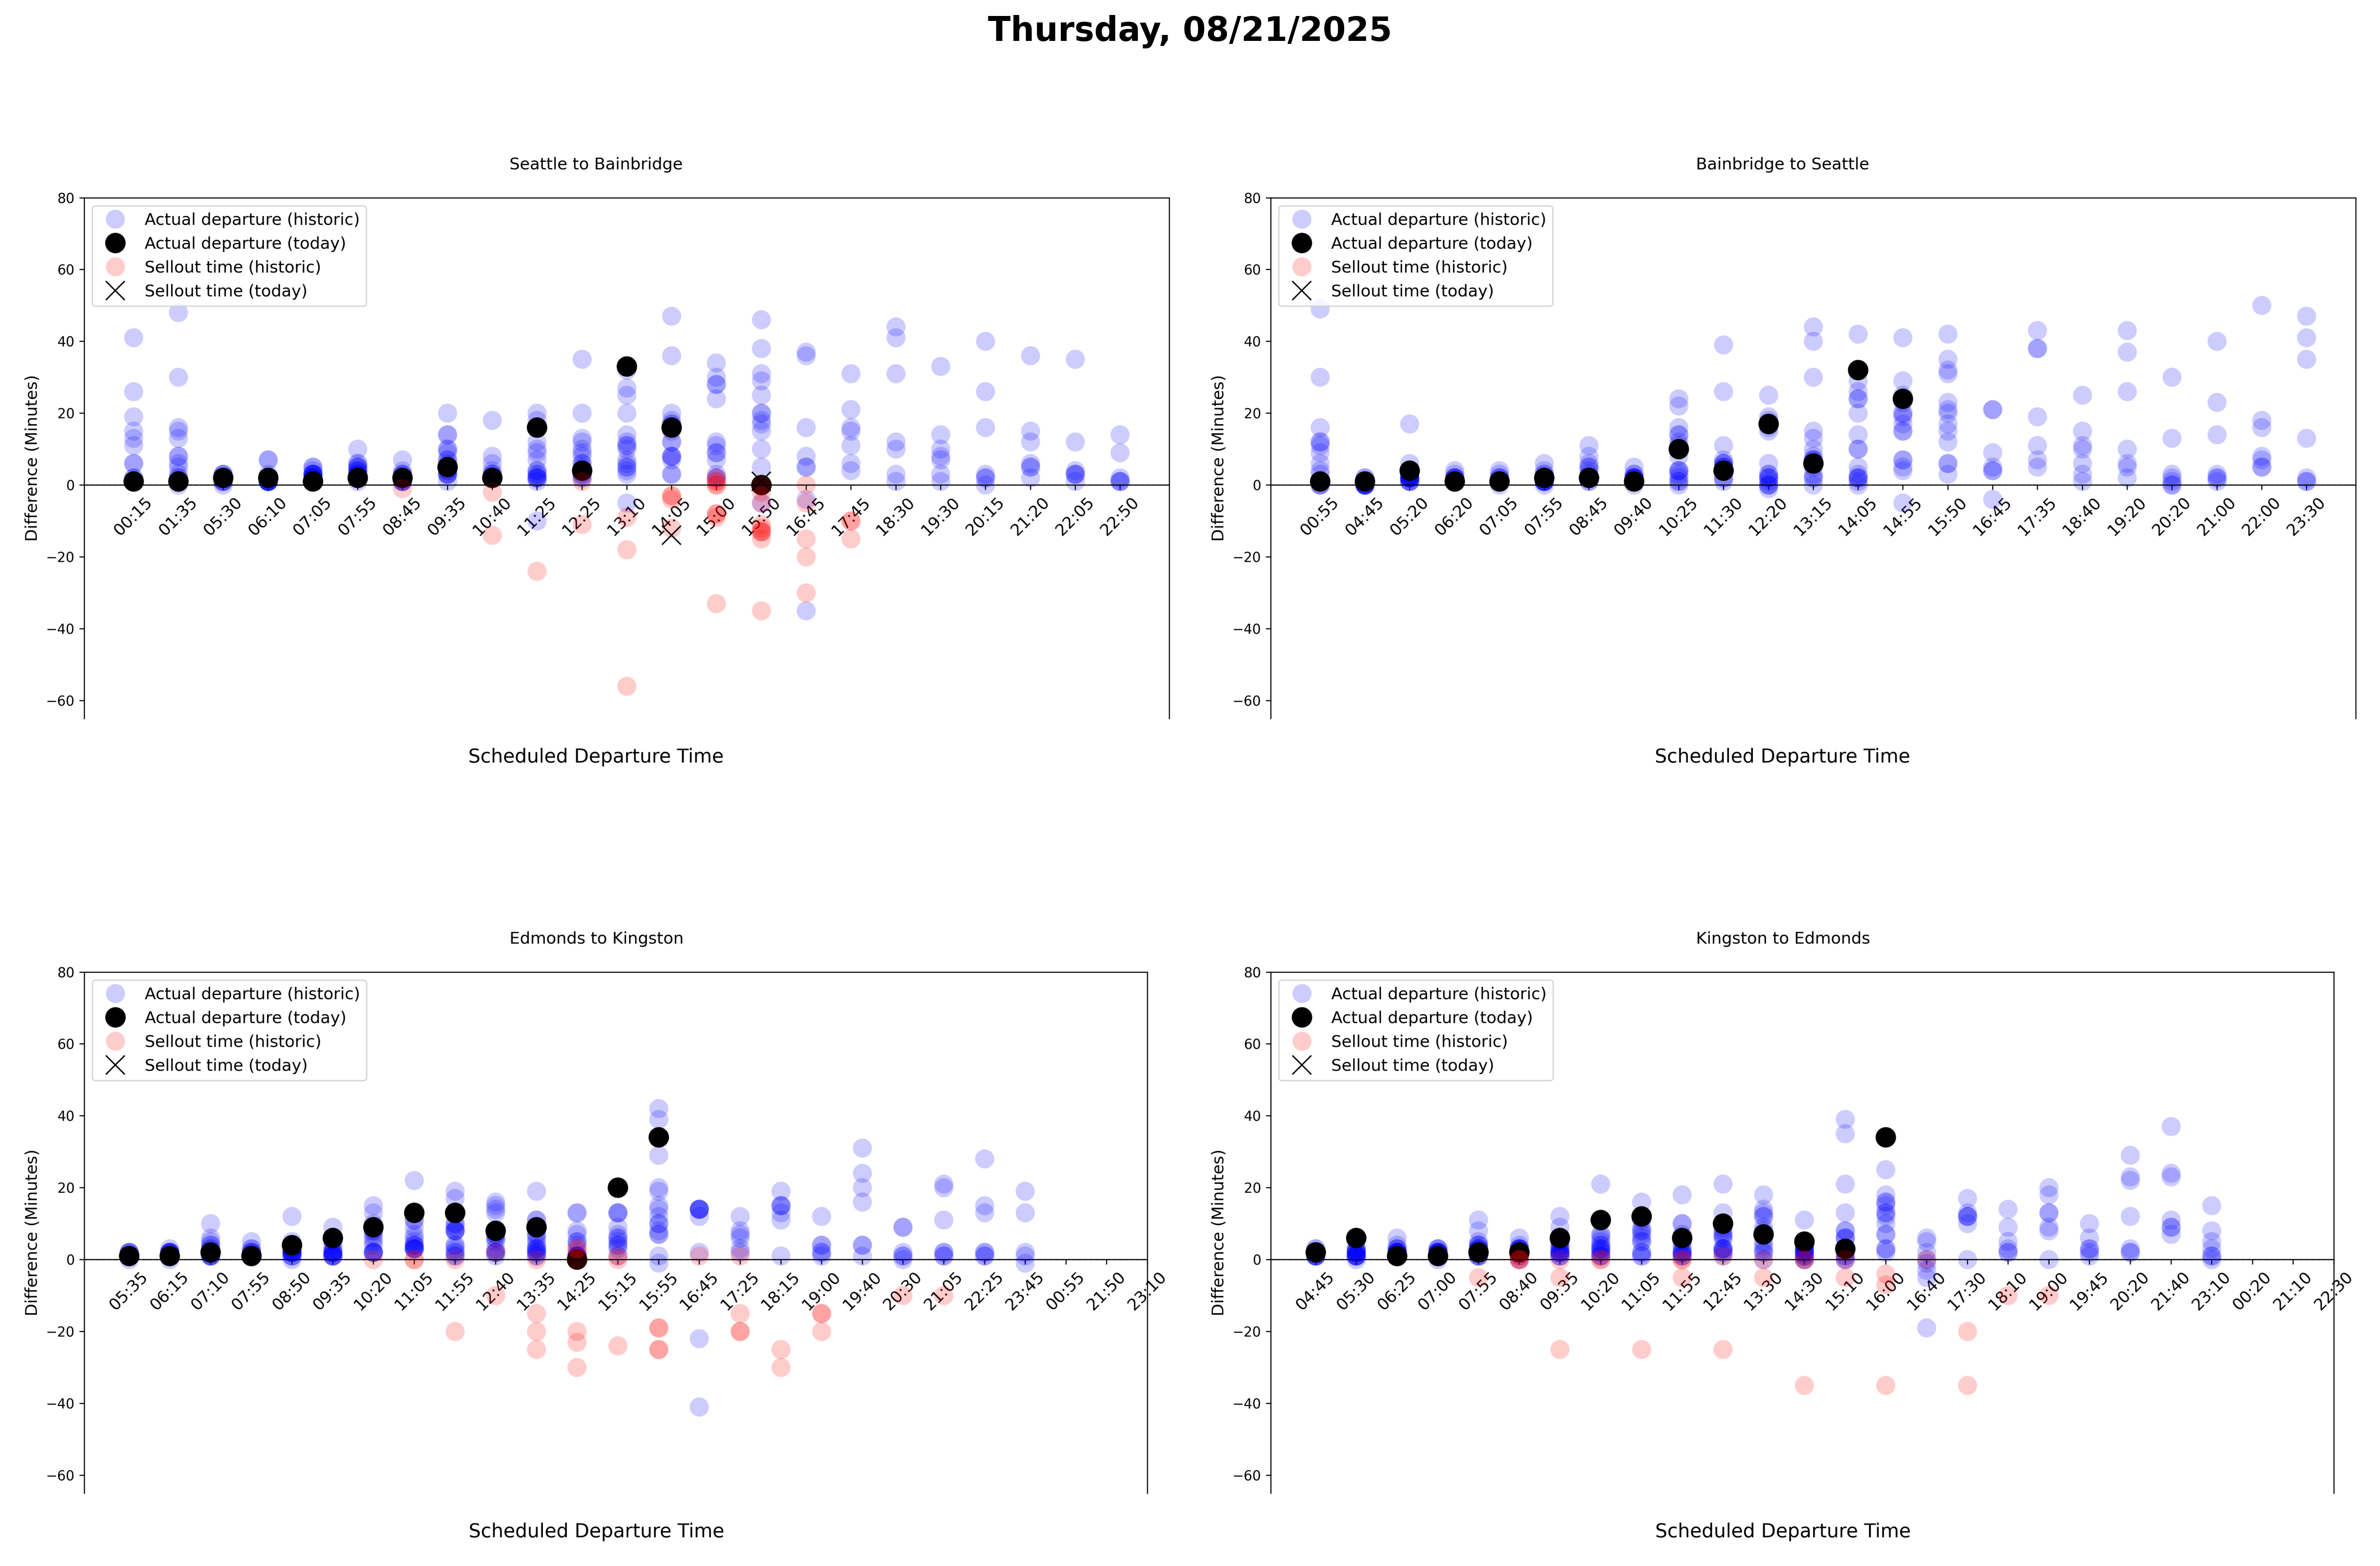 Thursday, 08/21/2025
Seattle to Bainbridge
80
60
40
20
0
−20
−40
−60
Difference (Minutes)
Actual departure (historic)
Actual departure (today)
Sellout time (historic)
Sellout time (today)
00:15 01:35 05:30 06:10 07:05 07:55 08:45 09:35 10:40 11:25 12:25 13:10 14:05 15:00 15:50 16:45 17:45 18:30 19:30 20:15 21:20 22:05 22:50
Scheduled Departure Time
Bainbridge to Seattle
80
60
40
20
0
−20
−40
−60
Difference (Minutes)
Actual departure (historic)
Actual departure (today)
Sellout time (historic)
Sellout time (today)
00:55 04:45 05:20 06:20 07:05 07:55 08:45 09:40 10:25 11:30 12:20 13:15 14:05 14:55 15:50 16:45 17:35 18:40 19:20 20:20 21:00 22:00 23:30
Scheduled Departure Time
Edmonds to Kingston
80
60
40
20
0
−20
−40
−60
Difference (Minutes)
Actual departure (historic)
Actual departure (today)
Sellout time (historic)
Sellout time (today)
05:35 06:15 07:10 07:55 08:50 09:35 10:20 11:05 11:55 12:40 13:35 14:25 15:15 15:55 16:45 17:25 18:15 19:00 19:40 20:30 21:05 22:25 23:45 00:55 21:50 23:10
Scheduled Departure Time
Kingston to Edmonds
80
60
40
20
0
−20
−40
−60
Difference (Minutes)
Actual departure (historic)
Actual departure (today)
Sellout time (historic)
Sellout time (today)
04:45 05:30 06:25 07:00 07:55 08:40 09:35 10:20 11:05 11:55 12:45 13:30 14:30 15:10 16:00 16:40 17:30 18:10 19:00 19:45 20:20 21:40 23:10 00:20 21:10 22:30
Scheduled Departure Time